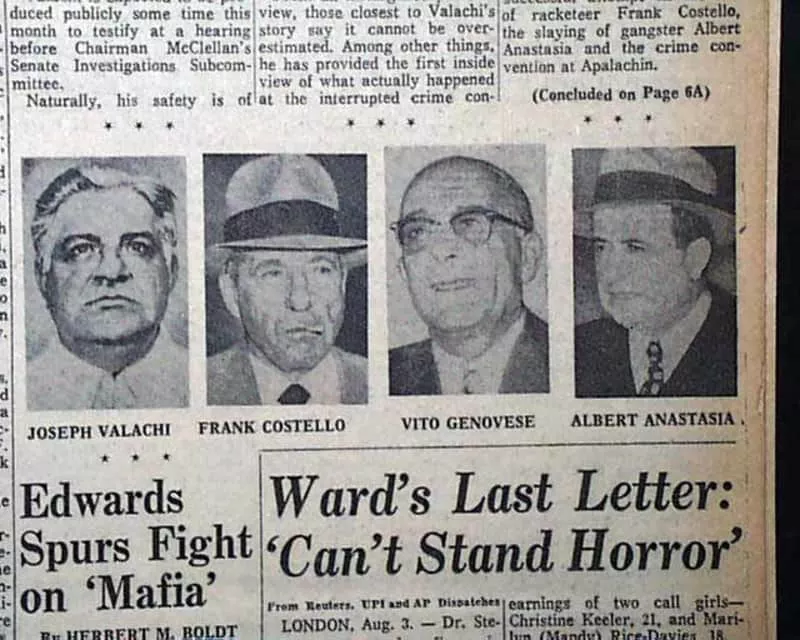 duced publicly some time this
month to testify at a hearing
before Chairman McClellan's
Senate Investigations Subcom-
mittee.
Naturally, his safety is of
view, those closest to Valachi's
story say it cannot be over-
estimated. Among other things,
he has provided the first inside
view of what actually happened
at the interrupted crime con-
of racketeer Frank Costello,
the slaying of gangster Albert
Anastasia and the crime con-
vention at Apalachin.
(Concluded on Page 6A)
JOSEPH VALACHI
FRANK COSTELLO
VITO GENOVESE
ALBERT ANASTASIA
Edwards
Spurs Fight
on 'Mafia'
By HERBERT M. BOLDT
Ward's Last Letter:
'Can't Stand Horror'
From Reuters, UPI and AP Dispatches
LONDON, Aug. 3. — Dr. Ste-
earnings of two call girls—
Christine Keeler, 21, and Mari-
lyn (Mandy) Rice-Davies